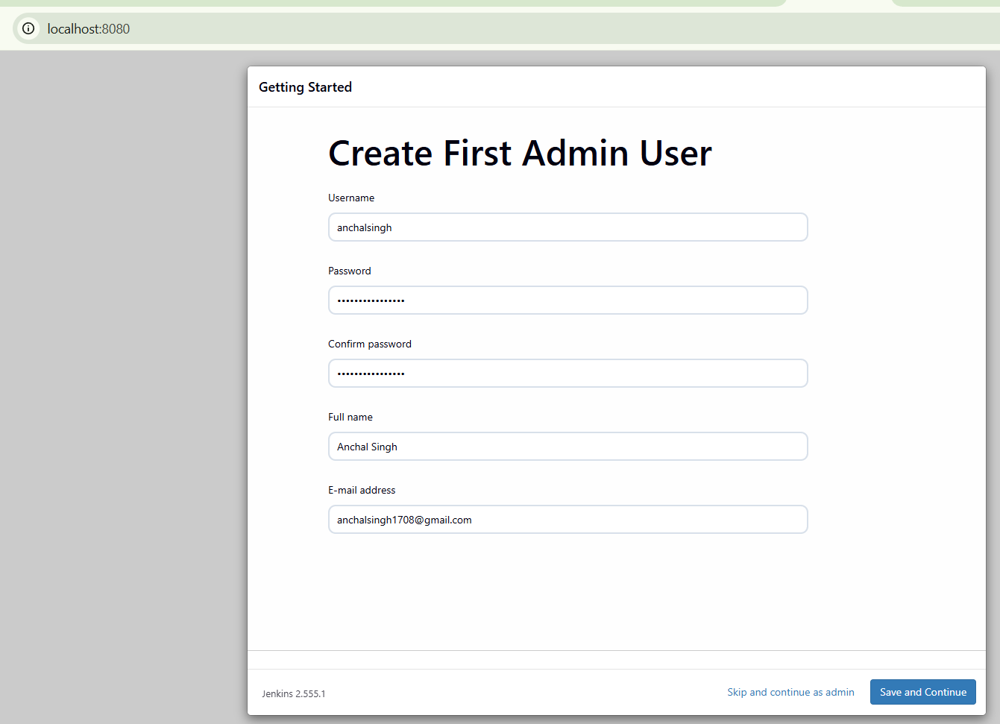 localhost:8080
Getting Started
Create First Admin User
Username
anchalsingh
Password
••••••••••••••••
Confirm password
••••••••••••••••
Full name
Anchal Singh
E-mail address
anchalsingh1708@gmail.com
Jenkins 2.555.1
Skip and continue as admin
Save and Continue